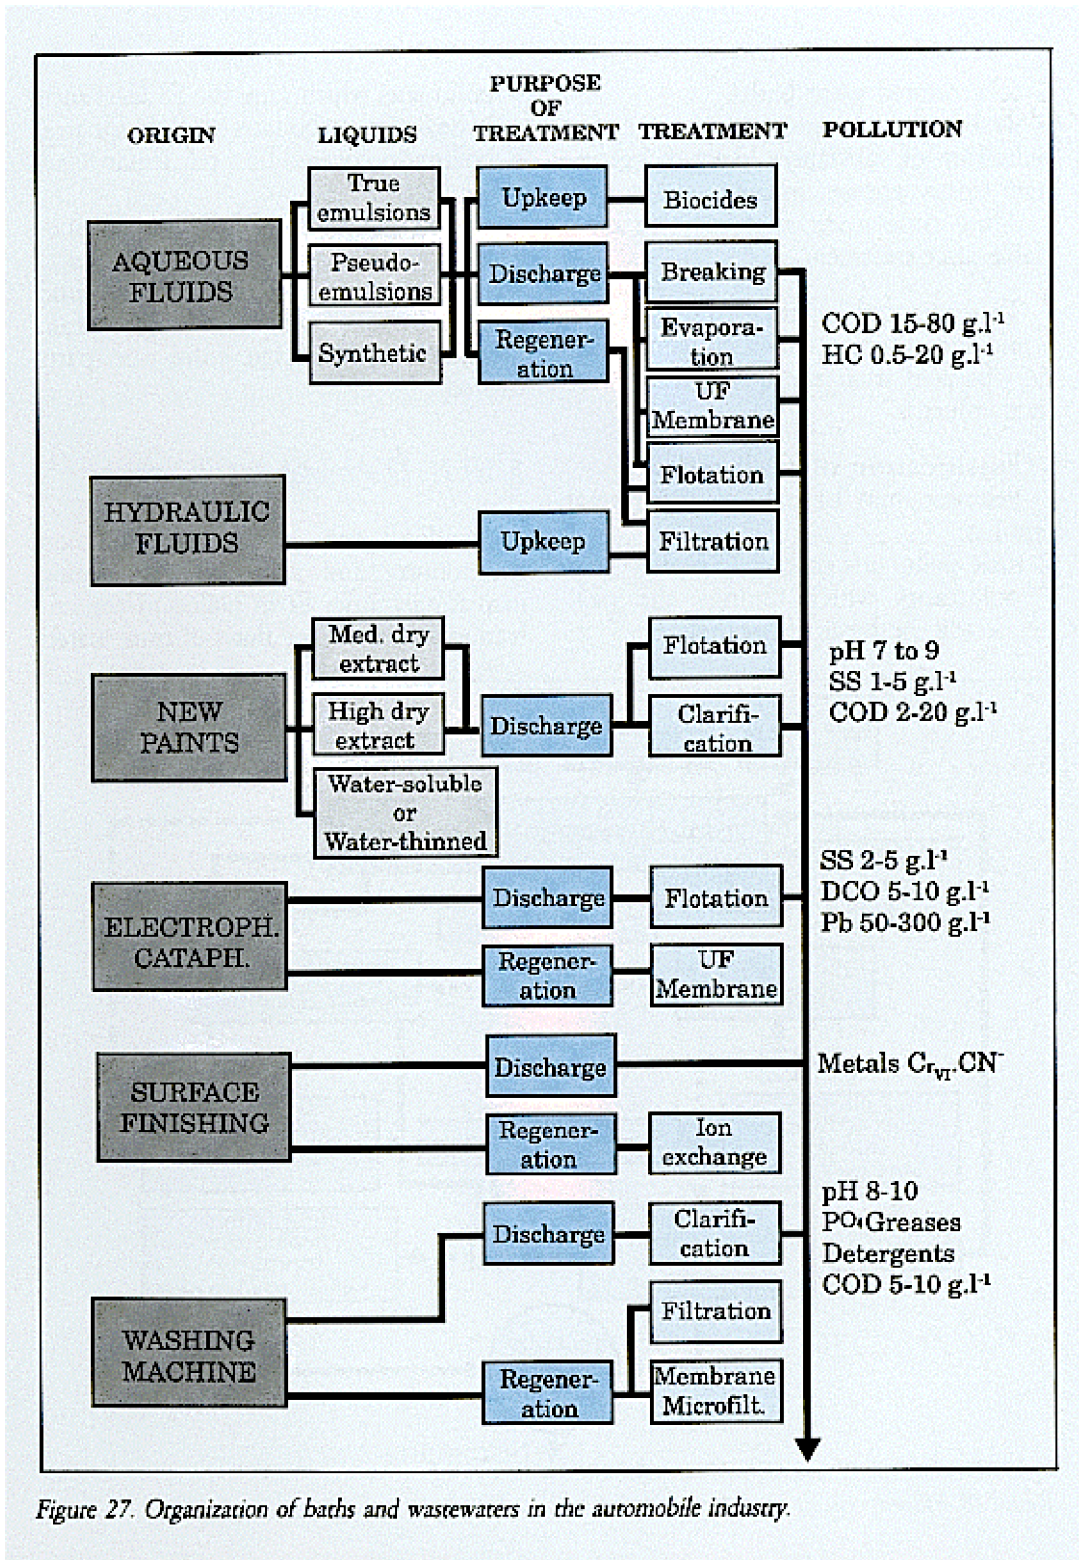 PURPOSE
OF
ORIGIN LIQUIDS TREATMENT TREATMENT POLLUTION
True
emulsions
Upkeep
Biocides
AQUEOUS
FLUIDS
Pseudo-
emulsions
Discharge
Breaking
Synthetic
Regener-
ation
Evapora-
tion
COD 15-80 g.l⁻¹
HC 0.5-20 g.l⁻¹
UF
Membrane
Flotation
HYDRAULIC
FLUIDS
Upkeep
Filtration
NEW
PAINTS
Med. dry
extract
High dry
extract
Water-soluble
or
Water-thinned
Discharge
Flotation
Clarifi-
cation
pH 7 to 9
SS 1-5 g.l⁻¹
COD 2-20 g.l⁻¹
ELECTROPH.
CATAPH.
Discharge
Flotation
SS 2-5 g.l⁻¹
DCO 5-10 g.l⁻¹
Pb 50-300 g.l⁻¹
Regener-
ation
UF
Membrane
SURFACE
FINISHING
Discharge
Metals CrVI.CN⁻
Regener-
ation
Ion
exchange
WASHING
MACHINE
Discharge
Clarifi-
cation
pH 8-10
PO₄Greases
Detergents
COD 5-10 g.l⁻¹
Regener-
ation
Filtration
Membrane
Microfilt.
Figure 27. Organization of baths and wastewaters in the automobile industry.